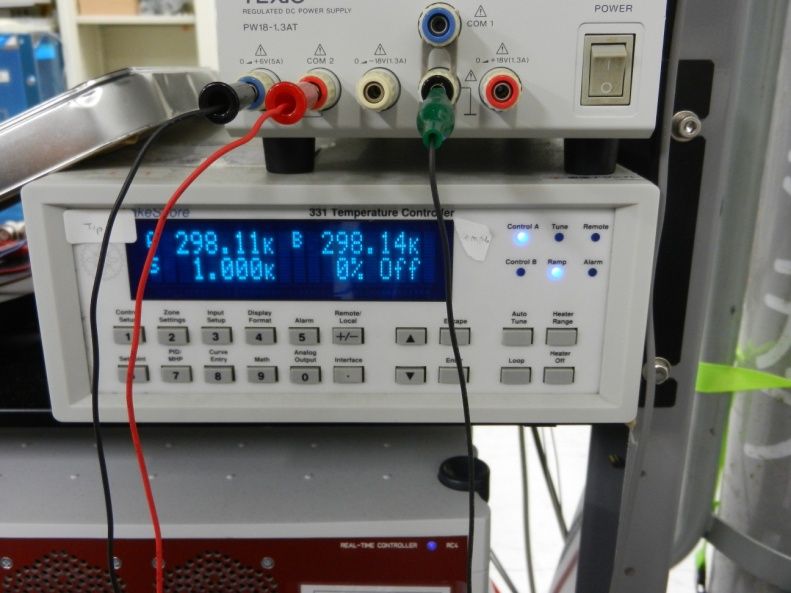 TEXIO
REGULATED DC POWER SUPPLY
PW18-1.3AT
POWER
COM 1
0 +6V(5A)
COM 2
0 -18V(1.3A)
0 +18V(1.3A)
I
O
331 Temperature Controller
Tip
298.11K B 298.14K
S 1.000K 0% Off
Control A Tune Remote
Control B Ramp Alarm
Zone Settings
Input Setup
Display Format
Alarm
Remote/ Local
Auto Tune
Heater Range
1 2 3 4 5 +/- ▲
PID/ MHP
Curve Entry
Math
Analog Output
Interface
Loop
Heater Off
7 8 9 0 . ▼
REAL-TIME CONTROLLER RC4